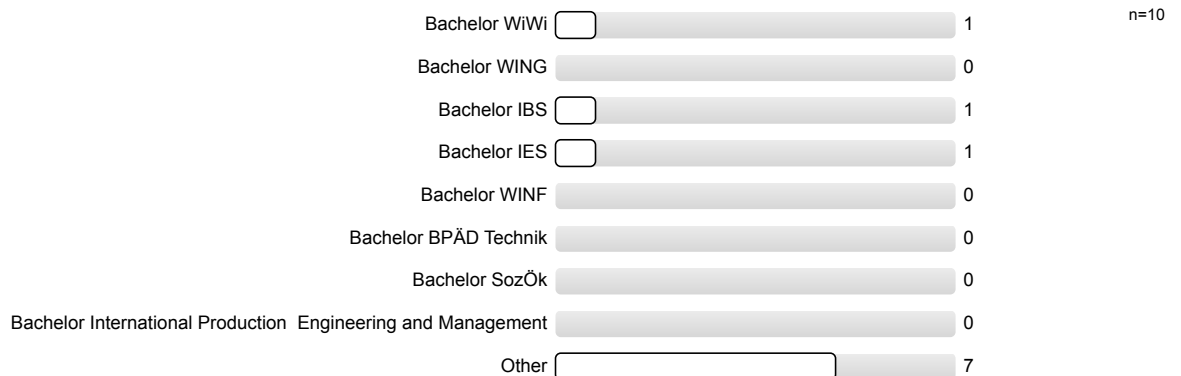 n=10
Bachelor WiWi 1
Bachelor WING 0
Bachelor IBS 1
Bachelor IES 1
Bachelor WINF 0
Bachelor BPÄD Technik 0
Bachelor SozÖk 0
Bachelor International Production Engineering and Management 0
Other 7